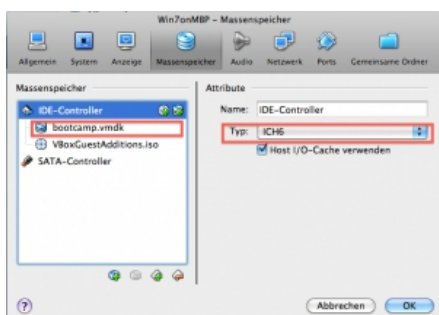 Win7onMBP – Massenspeicher
Allgemein System Anzeige Massenspeicher Audio Netzwerk Ports Gemeinsame Ordner
Massenspeicher
IDE-Controller
bootcamp.vmdk
VBoxGuestAdditions.iso
SATA-Controller
Attribute
Name: IDE-Controller
Typ: ICH6
Host I/O-Cache verwenden
?
Abbrechen OK